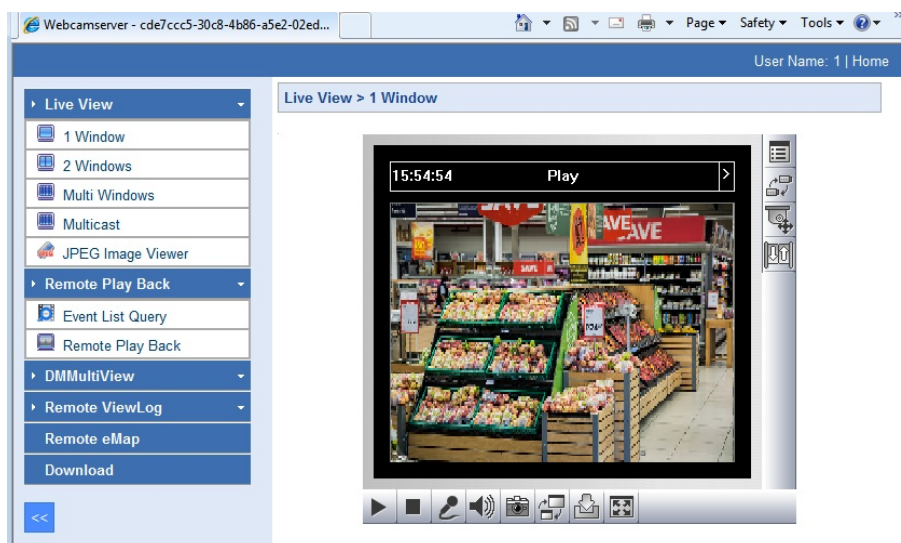 Webcamserver - cde7ccc5-30c8-4b86-a5e2-02ed...
Page Safety Tools
User Name: 1 | Home
Live View
1 Window
2 Windows
Multi Windows
Multicast
JPEG Image Viewer
Remote Play Back
Event List Query
Remote Play Back
DMMultiView
Remote ViewLog
Remote eMap
Download
<<
Live View > 1 Window
15:54:54 Play >
SAVE
SAVE
AVE
SAVE